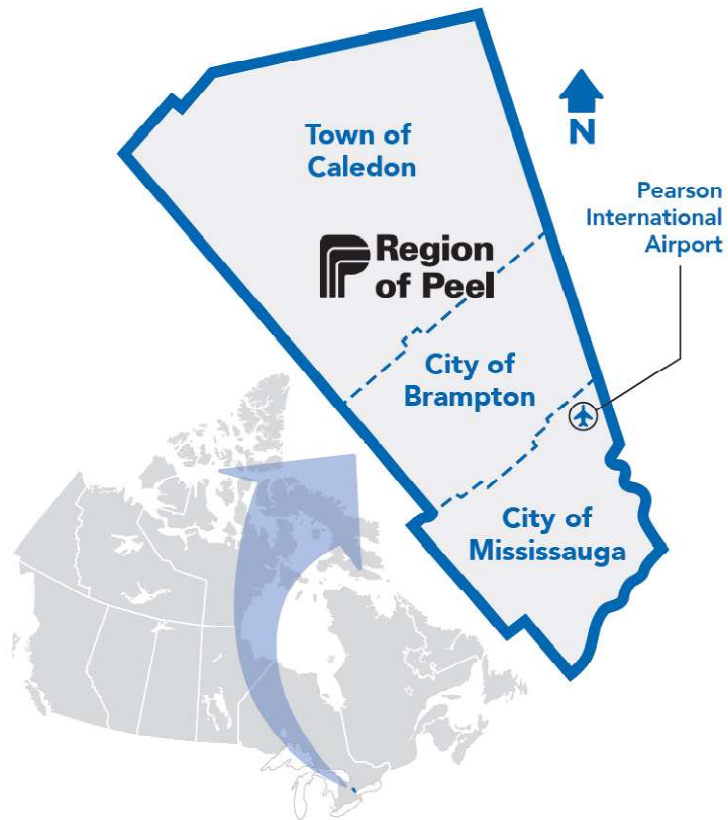 Town of
Caledon
N
Pearson
International
Airport
Region
of Peel
City of
Brampton
City of
Mississauga